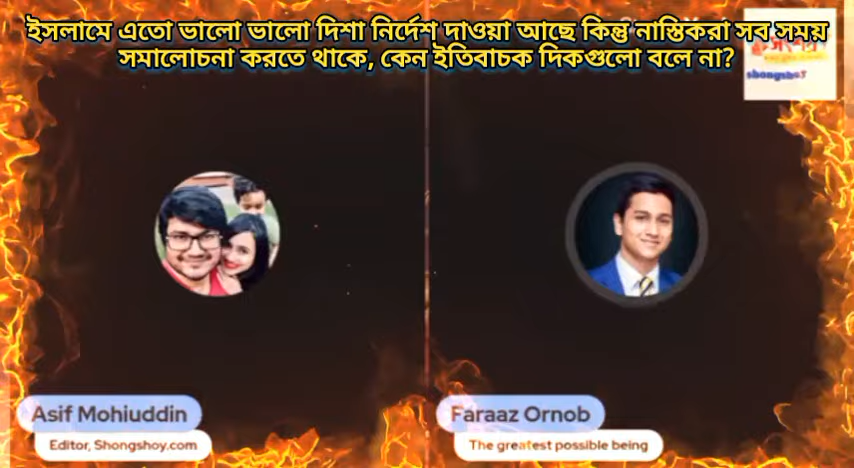 ইসলামে এতো ভালো ভালো দিশা নির্দেশ দাওয়া আছে কিন্তু নাস্তিকরা সব সময়
সমালোচনা করতে থাকে, কেন ইতিবাচক দিকগুলো বলে না?
shongshoy
Asif Mohiuddin
Faraaz Ornob
Editor, Shongshoy.com
The greatest possible being